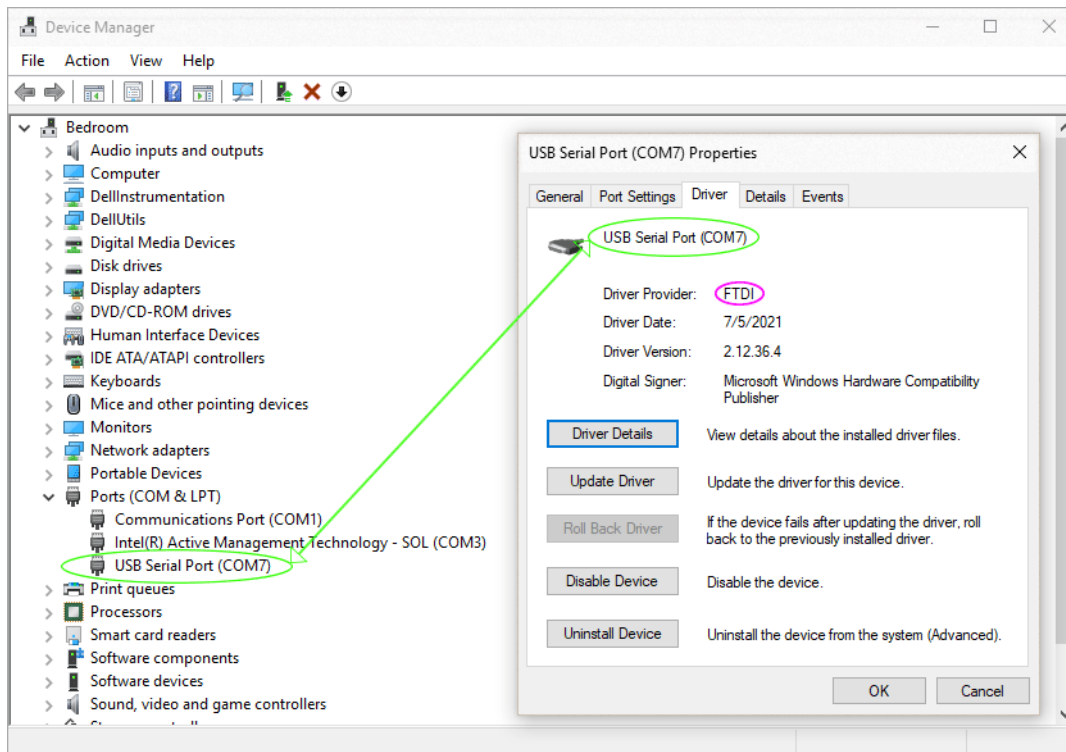 Device Manager
File Action View Help
Bedroom
Audio inputs and outputs
Computer
DellInstrumentation
DellUtils
Digital Media Devices
Disk drives
Display adapters
DVD/CD-ROM drives
Human Interface Devices
IDE ATA/ATAPI controllers
Keyboards
Mice and other pointing devices
Monitors
Network adapters
Portable Devices
Ports (COM & LPT)
Communications Port (COM1)
Intel(R) Active Management Technology - SOL (COM3)
USB Serial Port (COM7)
Print queues
Processors
Smart card readers
Software components
Software devices
Sound, video and game controllers
USB Serial Port (COM7) Properties
General Port Settings Driver Details Events
USB Serial Port (COM7)
Driver Provider: FTDI
Driver Date: 7/5/2021
Driver Version: 2.12.36.4
Digital Signer: Microsoft Windows Hardware Compatibility
Publisher
Driver Details View details about the installed driver files.
Update Driver Update the driver for this device.
Roll Back Driver If the device fails after updating the driver, roll
back to the previously installed driver.
Disable Device Disable the device.
Uninstall Device Uninstall the device from the system (Advanced).
OK Cancel